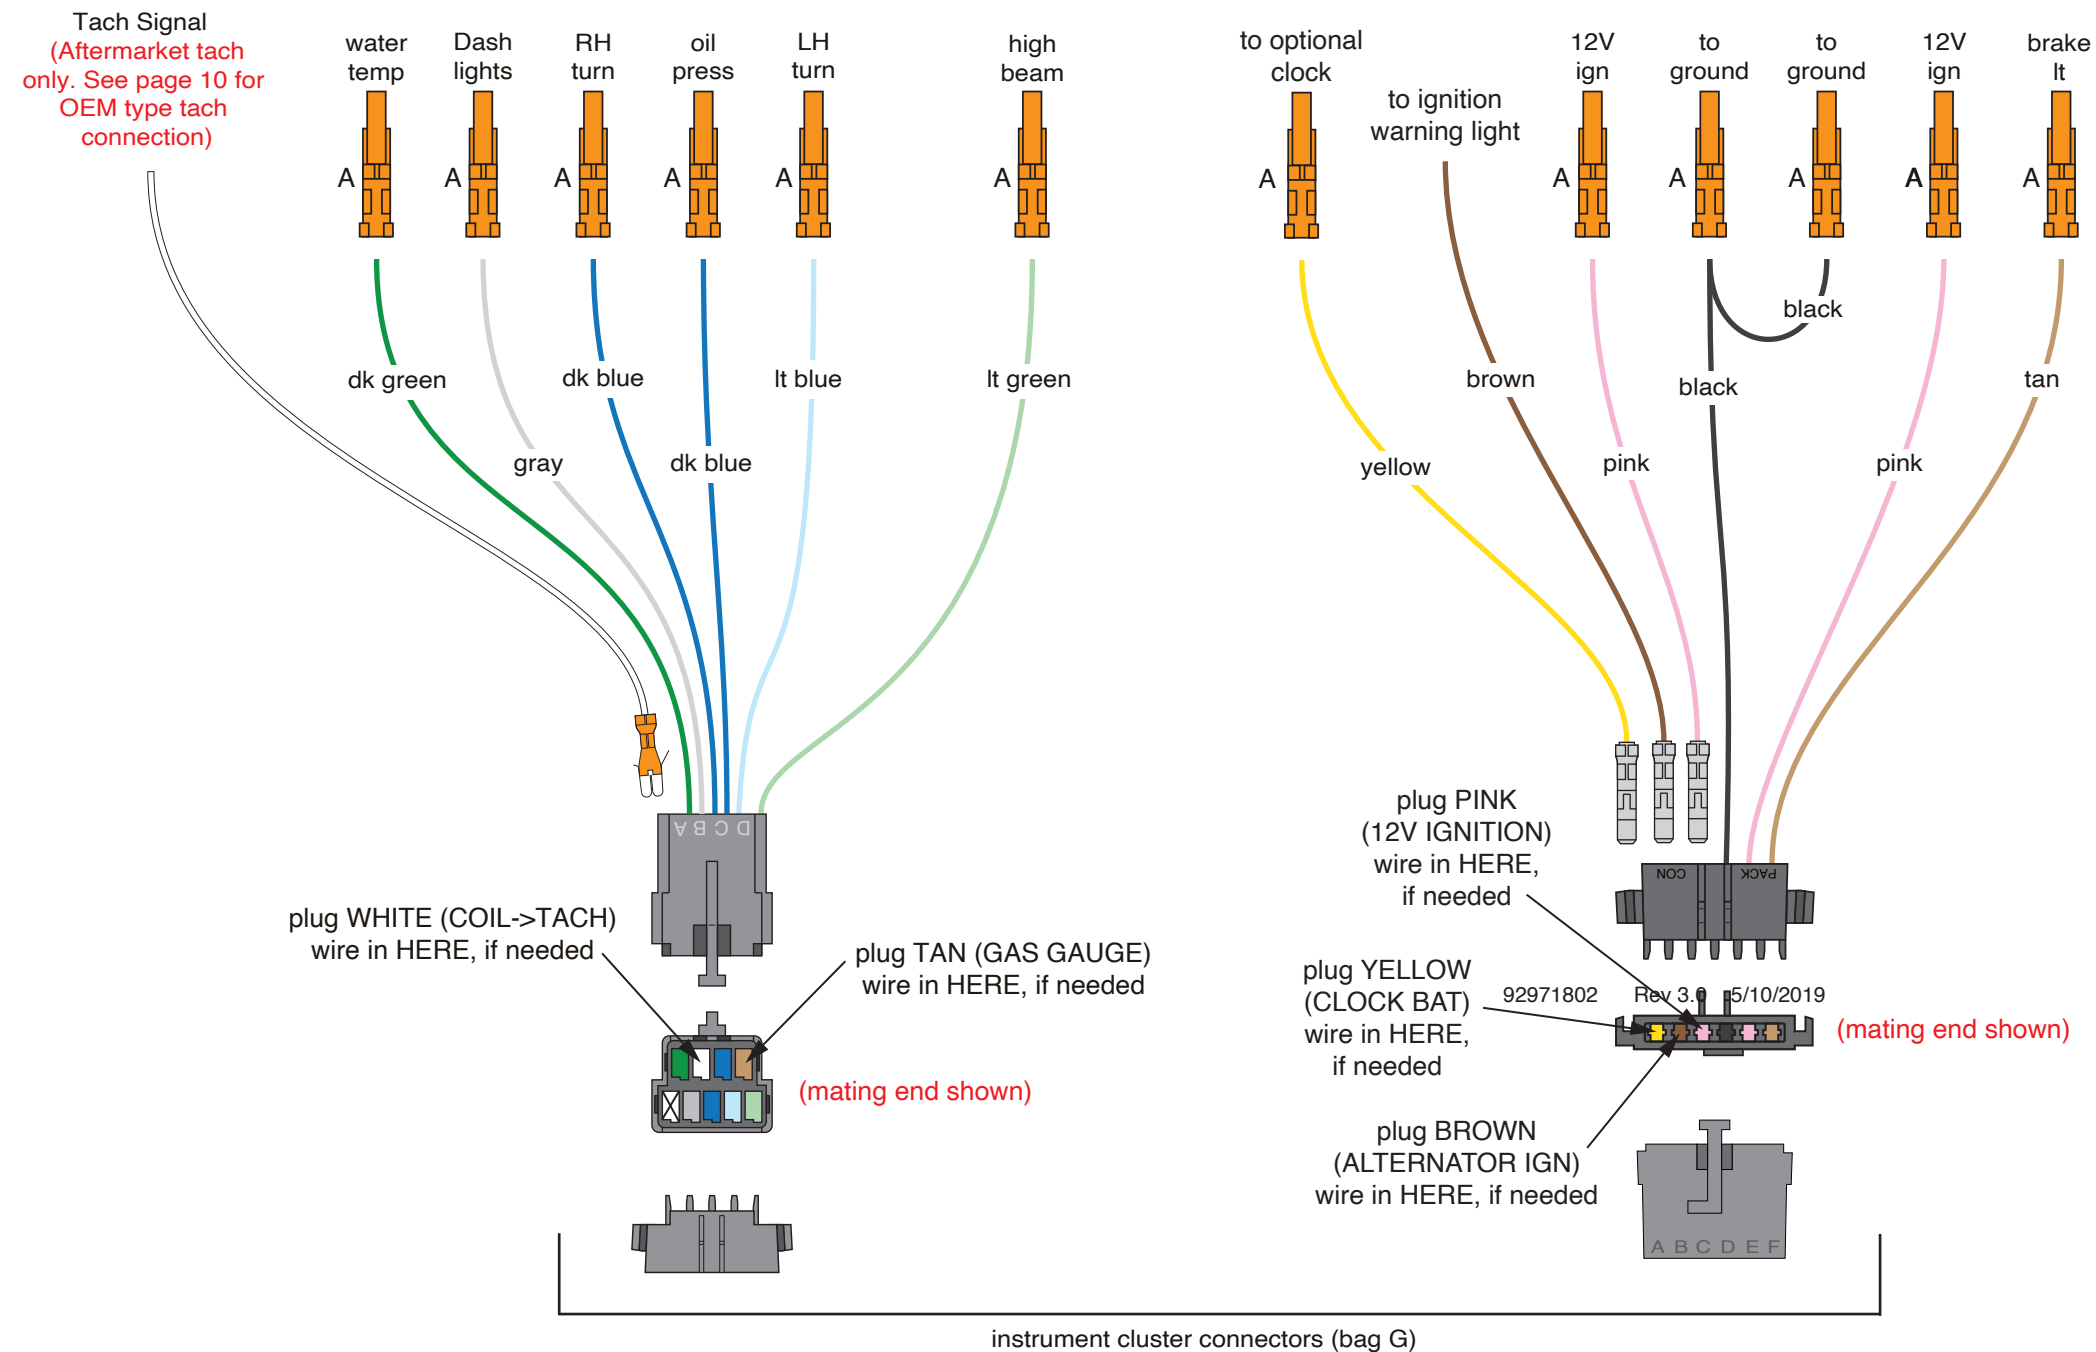 Tach Signal
(Aftermarket tach
only. See page 10 for
OEM type tach
connection)
water
temp
Dash
lights
RH
turn
oil
press
LH
turn
high
beam
to optional
clock
to ignition
warning light
12V
ign
to
ground
to
ground
12V
ign
brake
lt
A
A
A
A
A
A
A
A
A
A
A
A
black
dk green
dk blue
lt blue
lt green
brown
black
tan
gray
dk blue
yellow
pink
pink
A B C D
plug PINK
(12V IGNITION)
wire in HERE,
if needed
CON
PACK
plug WHITE (COIL->TACH)
wire in HERE, if needed
plug TAN (GAS GAUGE)
wire in HERE, if needed
plug YELLOW
(CLOCK BAT)
wire in HERE,
if needed
92971802 Rev 3.0 5/10/2019
(mating end shown)
(mating end shown)
plug BROWN
(ALTERNATOR IGN)
wire in HERE, if needed
A B C D E F
instrument cluster connectors (bag G)